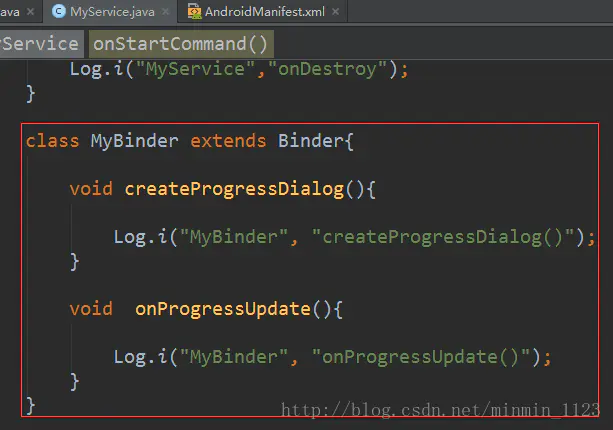 ava × MyService.java × AndroidManifest.xml ×
Service onStartCommand()
Log.i("MyService","onDestroy");
}
class MyBinder extends Binder{
void createProgressDialog(){
Log.i("MyBinder", "createProgressDialog()");
}
void onProgressUpdate(){
Log.i("MyBinder", "onProgressUpdate()");
}
}
http://blog.csdn.net/minmin_1123